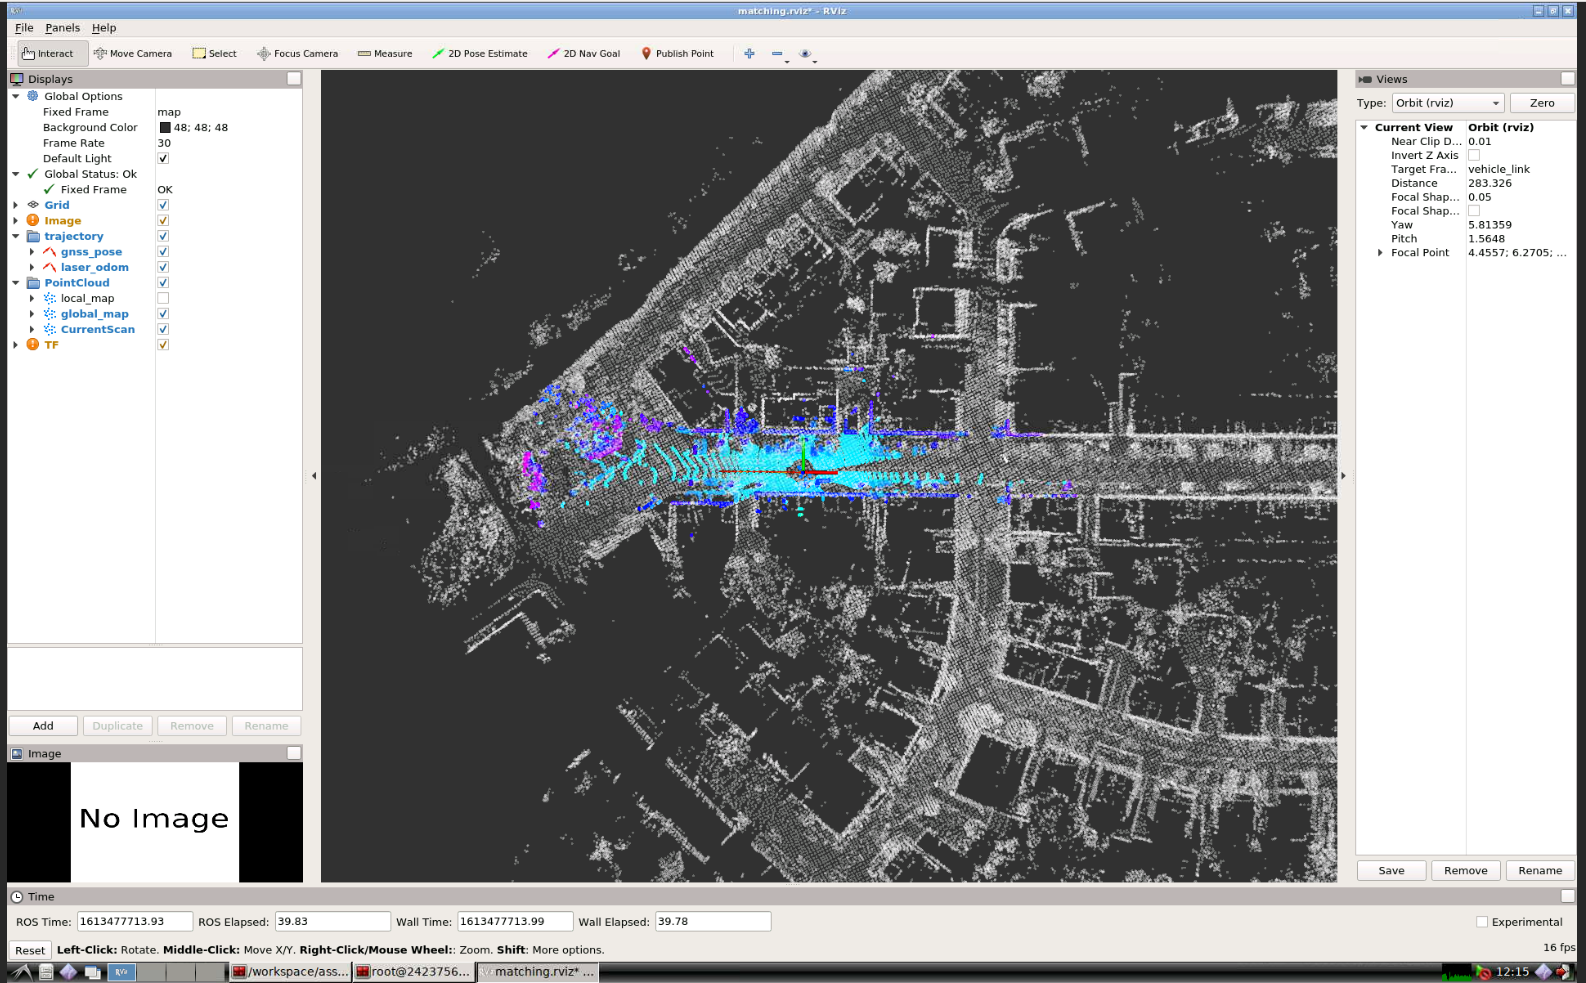 matching.rviz* - RViz
File Panels Help
Interact Move Camera Select Focus Camera Measure 2D Pose Estimate 2D Nav Goal Publish Point
Displays
Global Options
Fixed Frame map
Background Color 48; 48; 48
Frame Rate 30
Default Light
Global Status: Ok
Fixed Frame OK
Grid
Image
trajectory
gnss_pose
laser_odom
PointCloud
local_map
global_map
CurrentScan
TF
Add Duplicate Remove Rename
Image
No Image
Views
Type: Orbit (rviz) Zero
Current View Orbit (rviz)
Near Clip D... 0.01
Invert Z Axis
Target Fra... vehicle_link
Distance 283.326
Focal Shap... 0.05
Focal Shap...
Yaw 5.81359
Pitch 1.5648
Focal Point 4.4557; 6.2705; ...
Save Remove Rename
Time
ROS Time: 1613477713.93 ROS Elapsed: 39.83 Wall Time: 1613477713.99 Wall Elapsed: 39.78 Experimental
Reset Left-Click: Rotate. Middle-Click: Move X/Y. Right-Click/Mouse Wheel:: Zoom. Shift: More options. 16 fps
RViz /workspace/ass... root@2423756... matching.rviz* ... 12:15